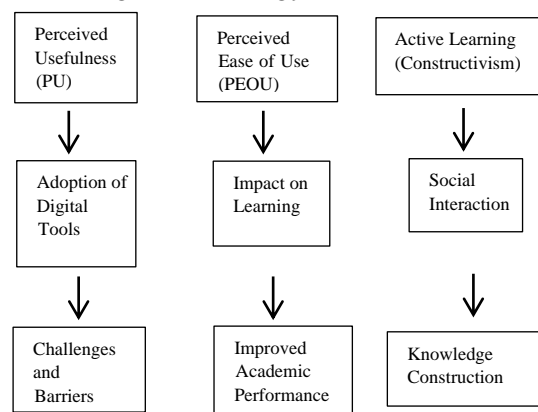 Perceived
Usefulness
(PU)
Perceived
Ease of Use
(PEOU)
Active Learning
(Constructivism)
Adoption of
Digital
Tools
Impact on
Learning
Social
Interaction
Challenges
and
Barriers
Improved
Academic
Performance
Knowledge
Construction